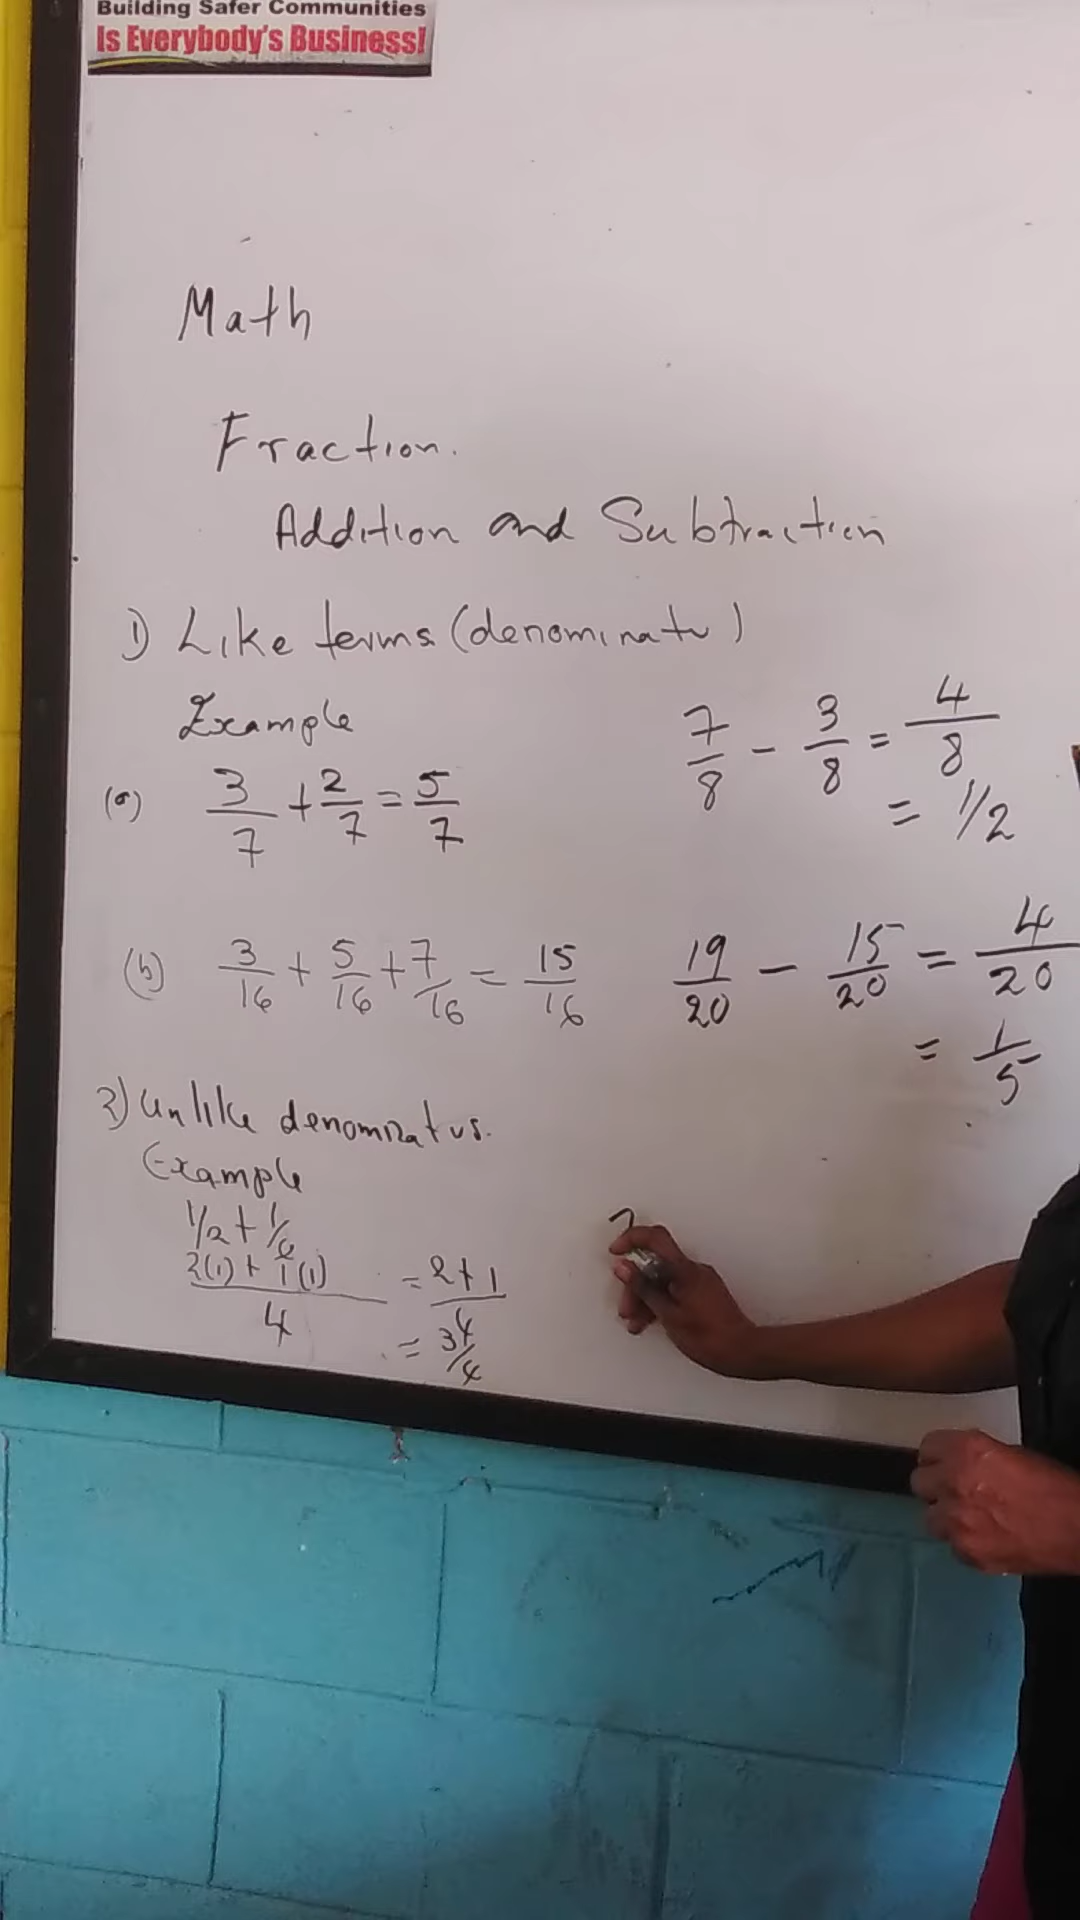 Building Safer Communities
Is Everybody's Business!
Math
Fraction.
Addition and Subtraction
1) Like terms (denominator)
Example
(a) 3/7 + 2/7 = 5/7
7/8 - 3/8 = 4/8
= 1/2
(b) 3/16 + 5/16 + 7/16 = 15/16
19/20 - 15/20 = 4/20
= 1/5
2) Unlike denominators.
Example
1/2 + 1/4
2(1) + 1(1) / 4 = 2+1 / 4
= 3/4